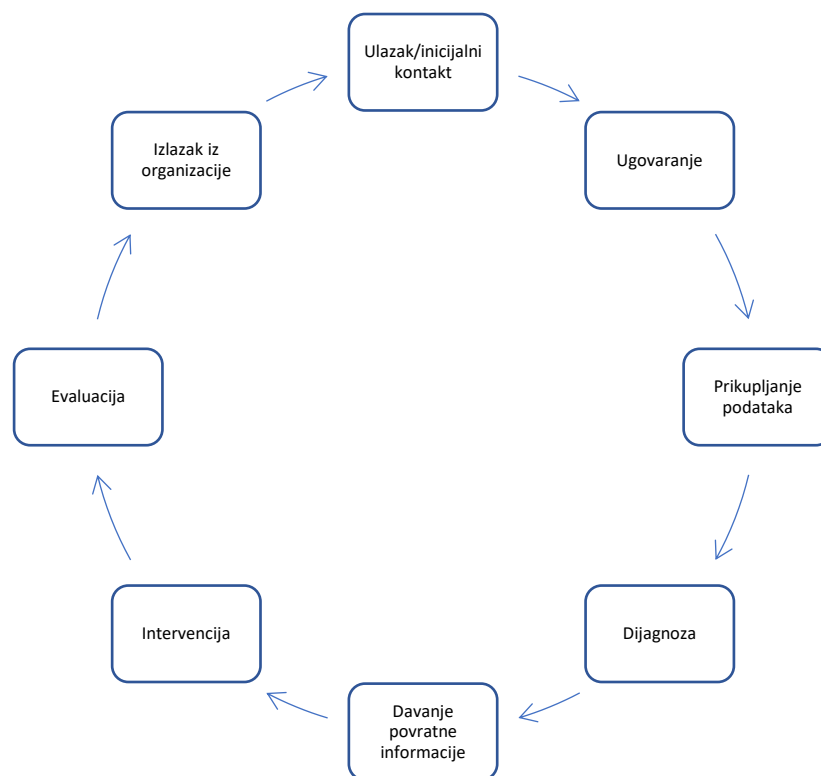 Ulazak/inicijalni
kontakt
Ugovaranje
Prikupljanje
podataka
Dijagnoza
Davanje
povratne
informacije
Intervencija
Evaluacija
Izlazak iz
organizacije